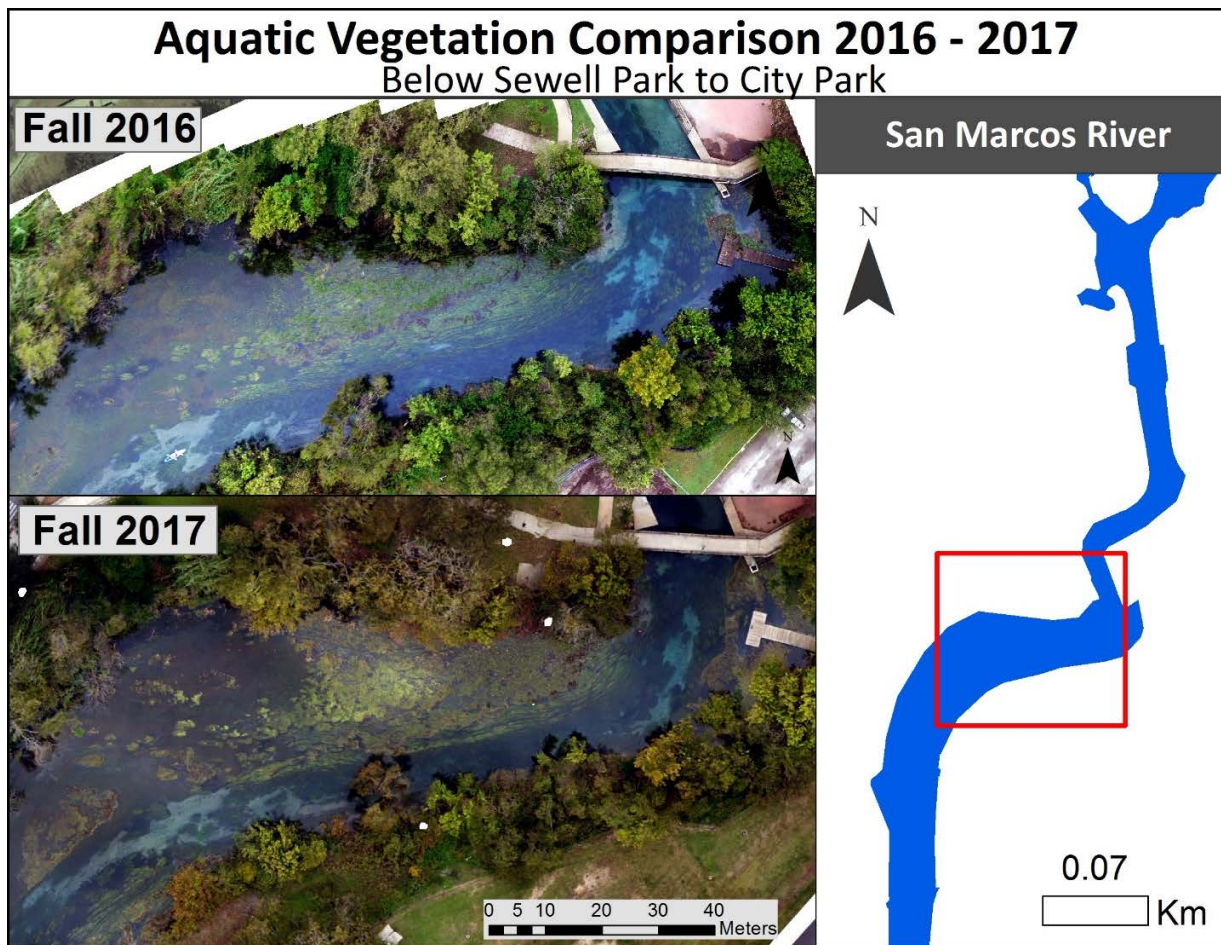 Aquatic Vegetation Comparison 2016 - 2017
Below Sewell Park to City Park
Fall 2016
N
Fall 2017
0 5 10 20 30 40
Meters
San Marcos River
N
0.07
Km